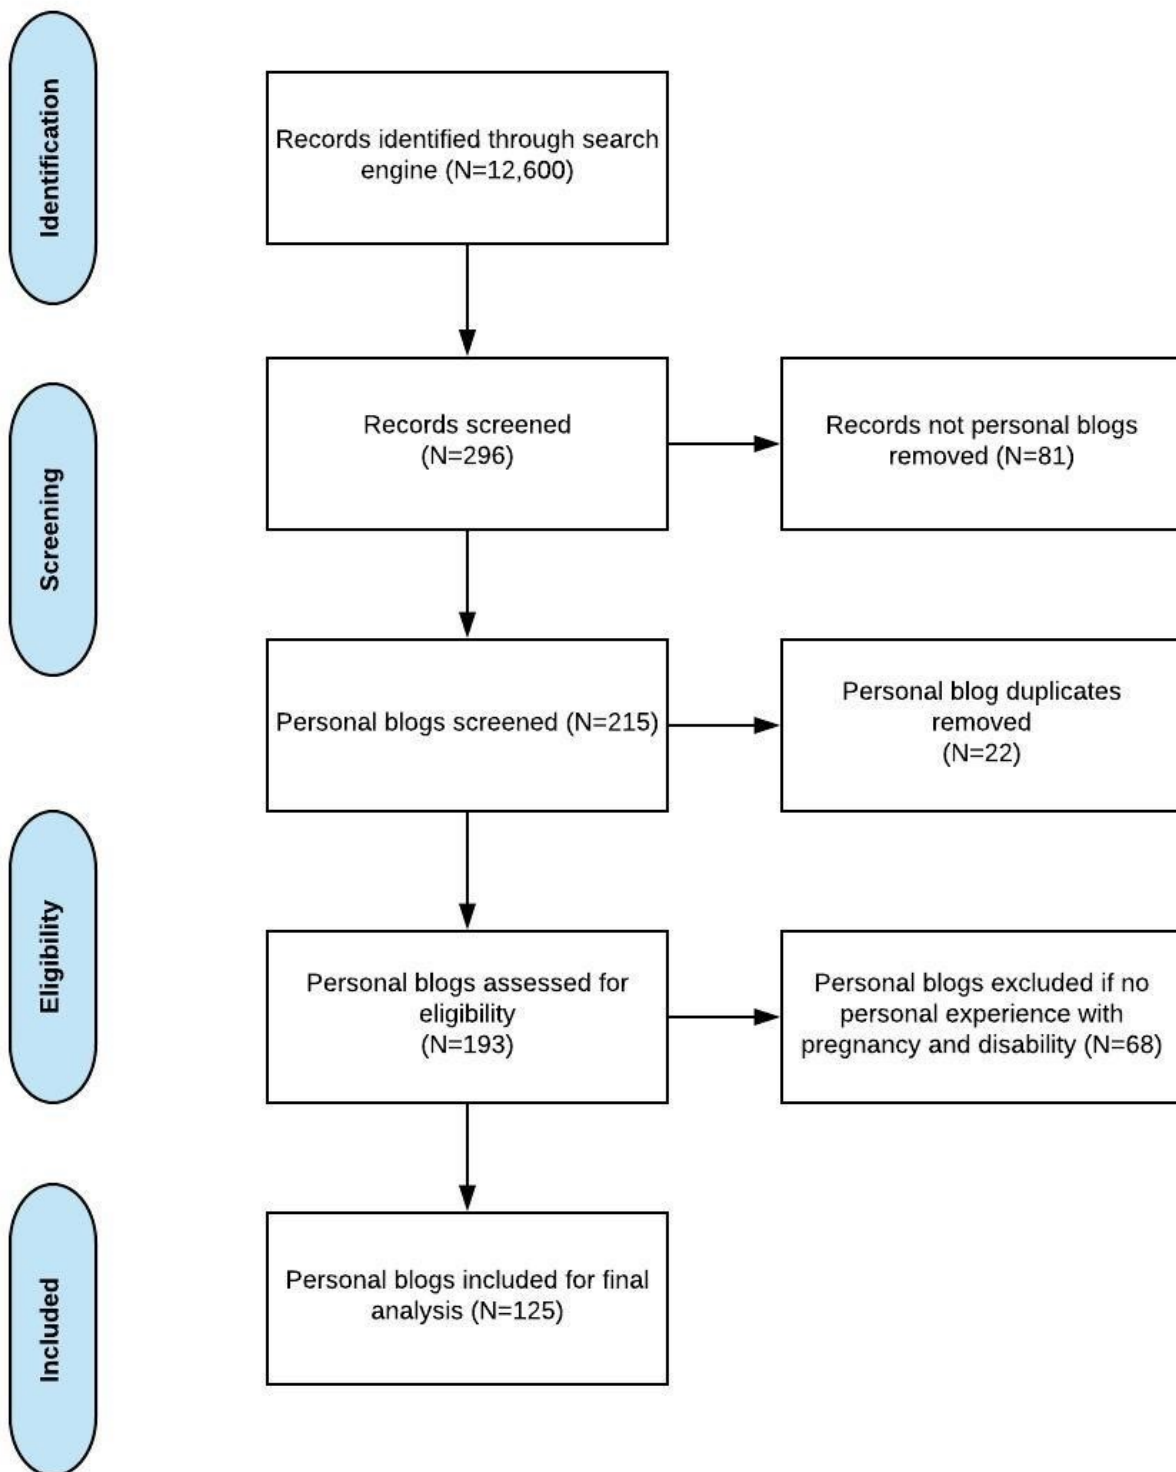 Identification
Records identified through search
engine (N=12,600)
Screening
Records screened
(N=296)
Records not personal blogs
removed (N=81)
Personal blogs screened (N=215)
Personal blog duplicates
removed
(N=22)
Eligibility
Personal blogs assessed for
eligibility
(N=193)
Personal blogs excluded if no
personal experience with
pregnancy and disability (N=68)
Included
Personal blogs included for final
analysis (N=125)